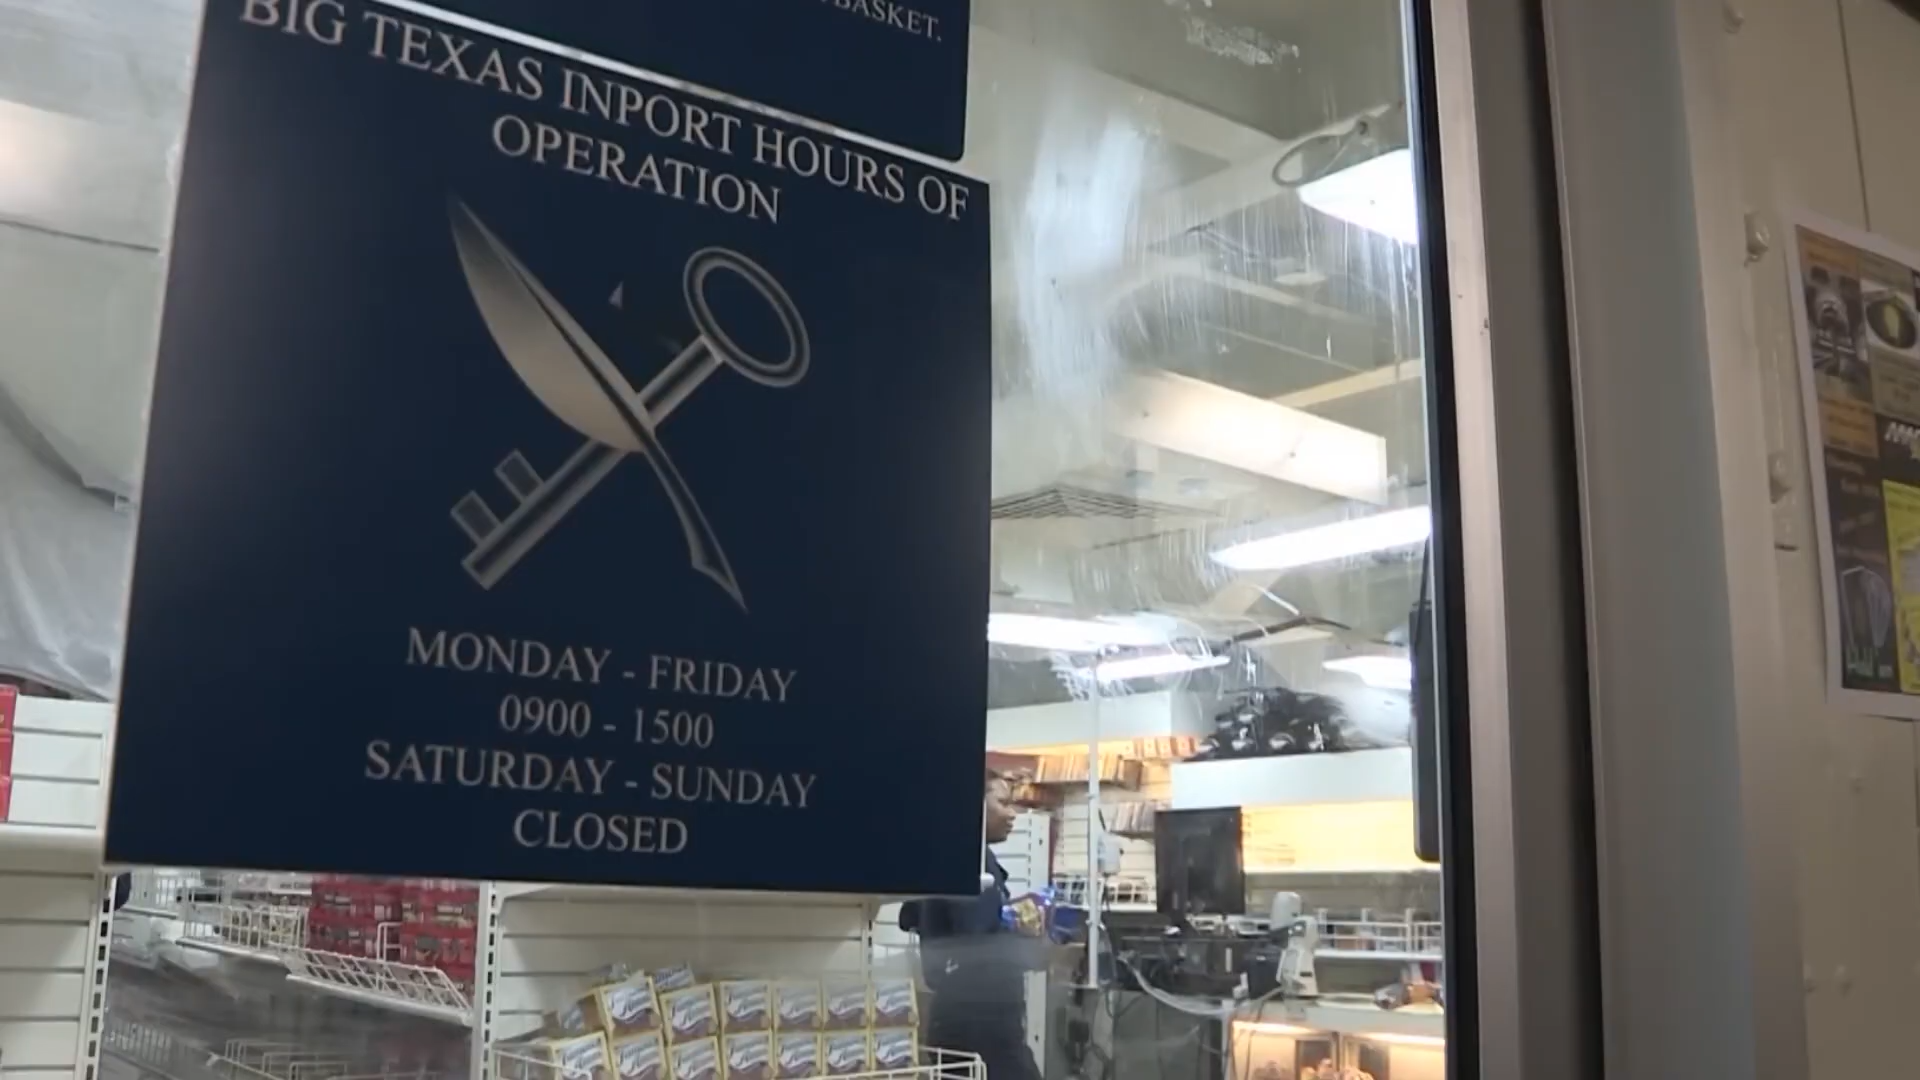 BASKET.
BIG TEXAS INPORT HOURS OF
OPERATION
MONDAY - FRIDAY
0900 - 1500
SATURDAY - SUNDAY
CLOSED